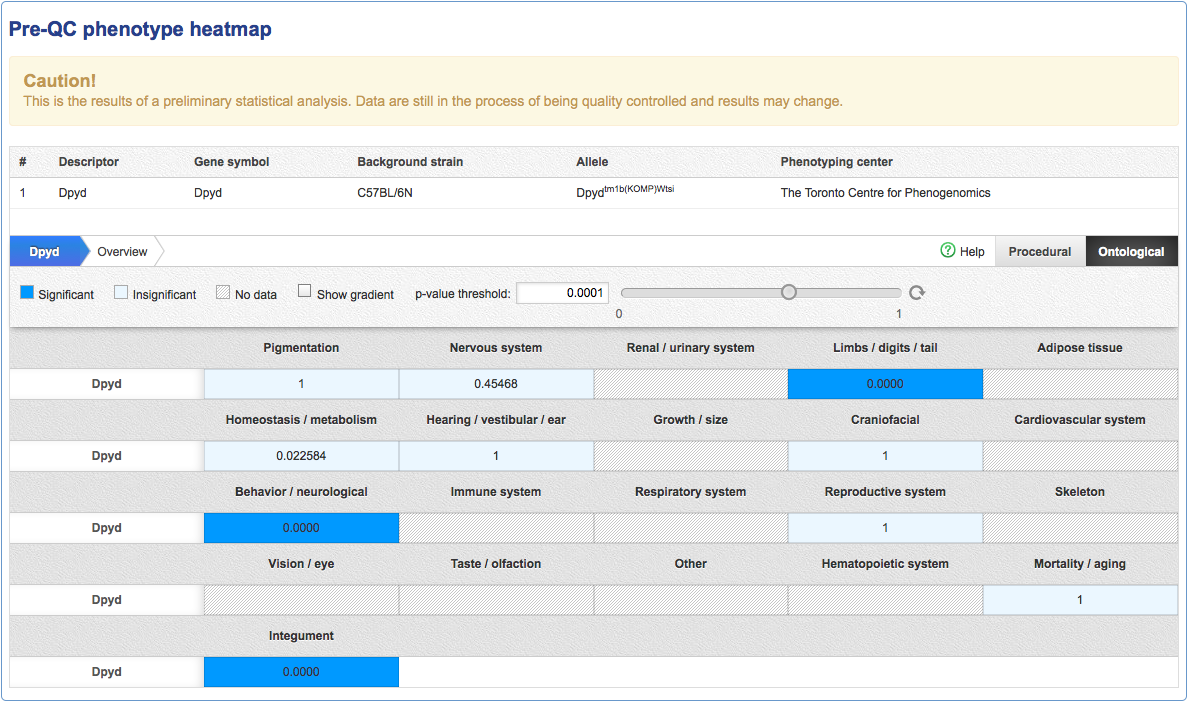 Pre-QC phenotype heatmap
Caution!
This is the results of a preliminary statistical analysis. Data are still in the process of being quality controlled and results may change.
# Descriptor Gene symbol Background strain Allele Phenotyping center
1 Dpyd Dpyd C57BL/6N Dpydtm1b(KOMP)Wtsi The Toronto Centre for Phenogenomics
Dpyd Overview ? Help Procedural Ontological
Significant Insignificant No data Show gradient p-value threshold: 0.0001
0 1
Pigmentation Nervous system Renal / urinary system Limbs / digits / tail Adipose tissue
Dpyd 1 0.45468 0.0000
Homeostasis / metabolism Hearing / vestibular / ear Growth / size Craniofacial Cardiovascular system
Dpyd 0.022584 1 1
Behavior / neurological Immune system Respiratory system Reproductive system Skeleton
Dpyd 0.0000 1
Vision / eye Taste / olfaction Other Hematopoietic system Mortality / aging
Dpyd 1
Integument
Dpyd 0.0000